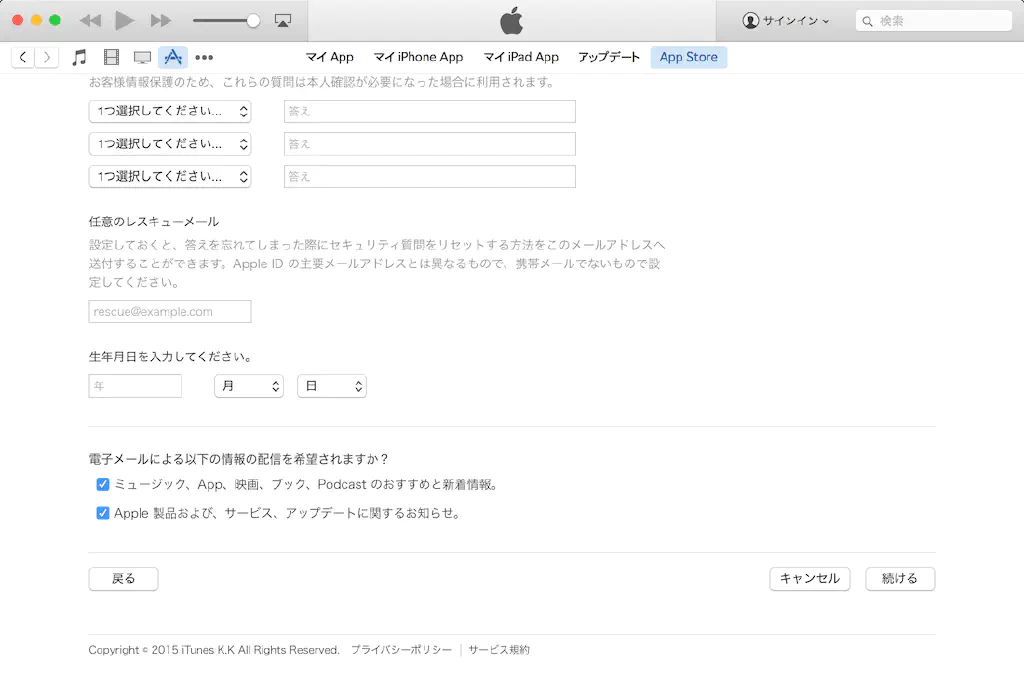 サインイン
検索
マイ App マイ iPhone App マイ iPad App アップデート App Store
お客様情報保護のため、これらの質問は本人確認が必要になった場合に利用されます。
1つ選択してください... 答え
1つ選択してください... 答え
1つ選択してください... 答え
任意のレスキューメール
設定しておくと、答えを忘れてしまった際にセキュリティ質問をリセットする方法をこのメールアドレスへ
送付することができます。Apple ID の主要メールアドレスとは異なるもので、携帯メールでないもので設
定してください。
rescue@example.com
生年月日を入力してください。
年 月 日
電子メールによる以下の情報の配信を希望されますか？
ミュージック、App、映画、ブック、Podcast のおすすめと新着情報。
Apple 製品および、サービス、アップデートに関するお知らせ。
戻る キャンセル 続ける
Copyright © 2015 iTunes K.K All Rights Reserved. プライバシーポリシー | サービス規約